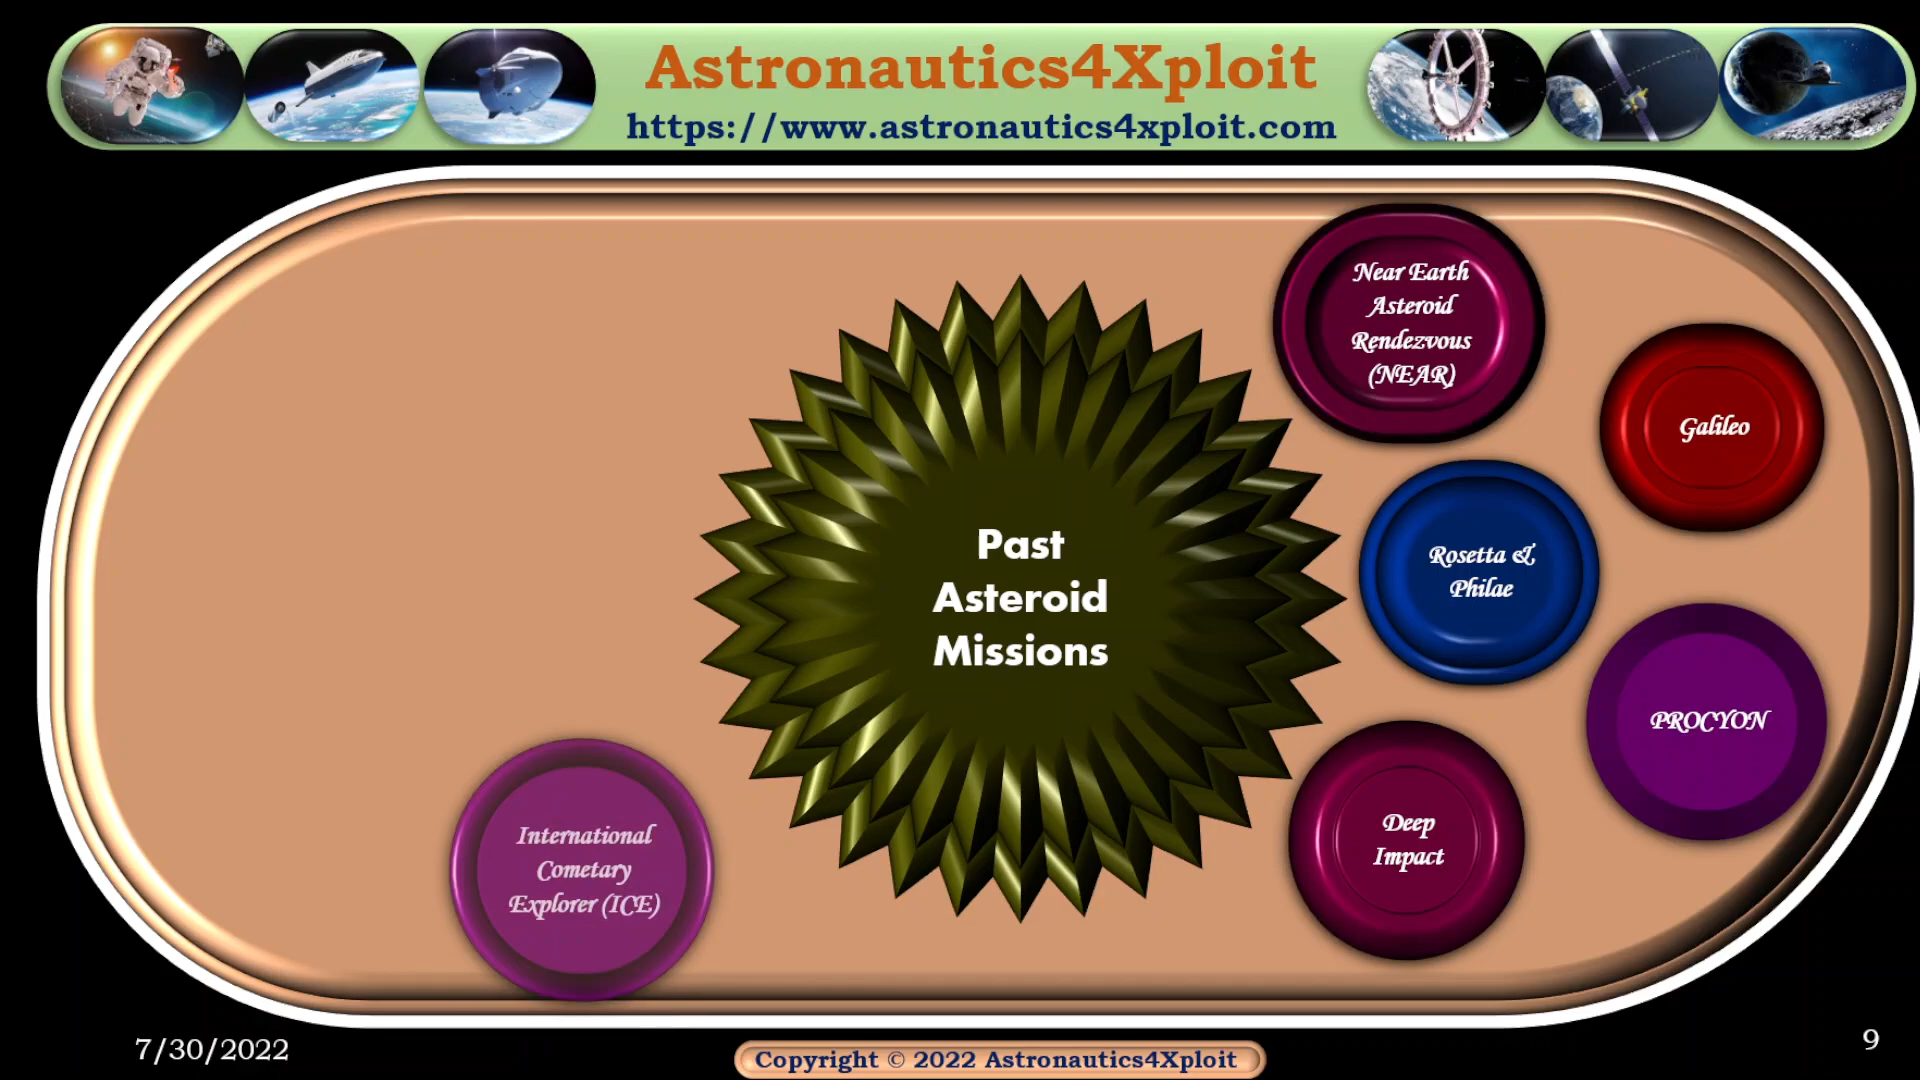 Astronautics4Xploit
https://www.astronautics4xploit.com
Near Earth
Asteroid
Rendezvous
(NEAR)
Galileo
Past
Asteroid
Missions
Rosetta &
Philae
PROCYON
Deep
Impact
International
Cometary
Explorer (ICE)
7/30/2022
Copyright © 2022 Astronautics4Xploit
9